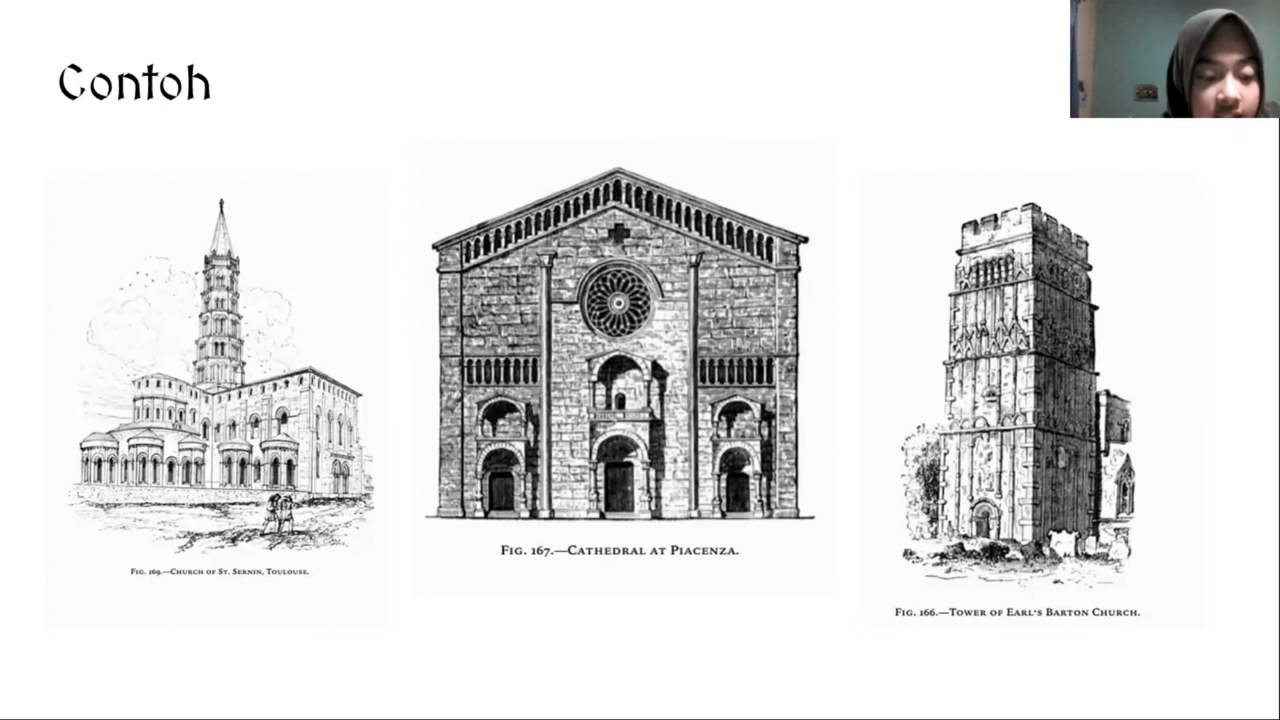 Contoh
Fig. 169.—Church of St. Sernin, Toulouse.
Fig. 167.—Cathedral at Piacenza.
Fig. 166.—Tower of Earl's Barton Church.